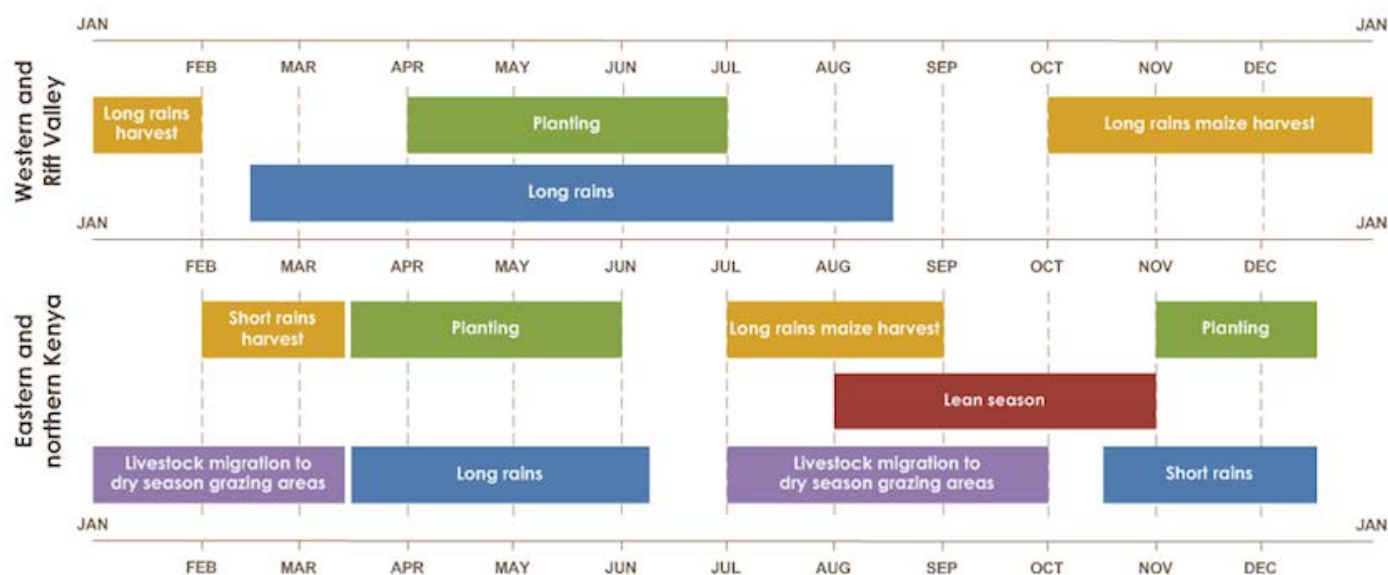 JAN JAN
FEB MAR APR MAY JUN JUL AUG SEP OCT NOV DEC
Western and
Rift Valley
Long rains
harvest
Planting
Long rains maize harvest
Long rains
JAN JAN
FEB MAR APR MAY JUN JUL AUG SEP OCT NOV DEC
Eastern and
northern Kenya
Short rains
harvest
Planting
Long rains maize harvest
Planting
Lean season
Livestock migration to
dry season grazing areas
Long rains
Livestock migration to
dry season grazing areas
Short rains
JAN JAN
FEB MAR APR MAY JUN JUL AUG SEP OCT NOV DEC